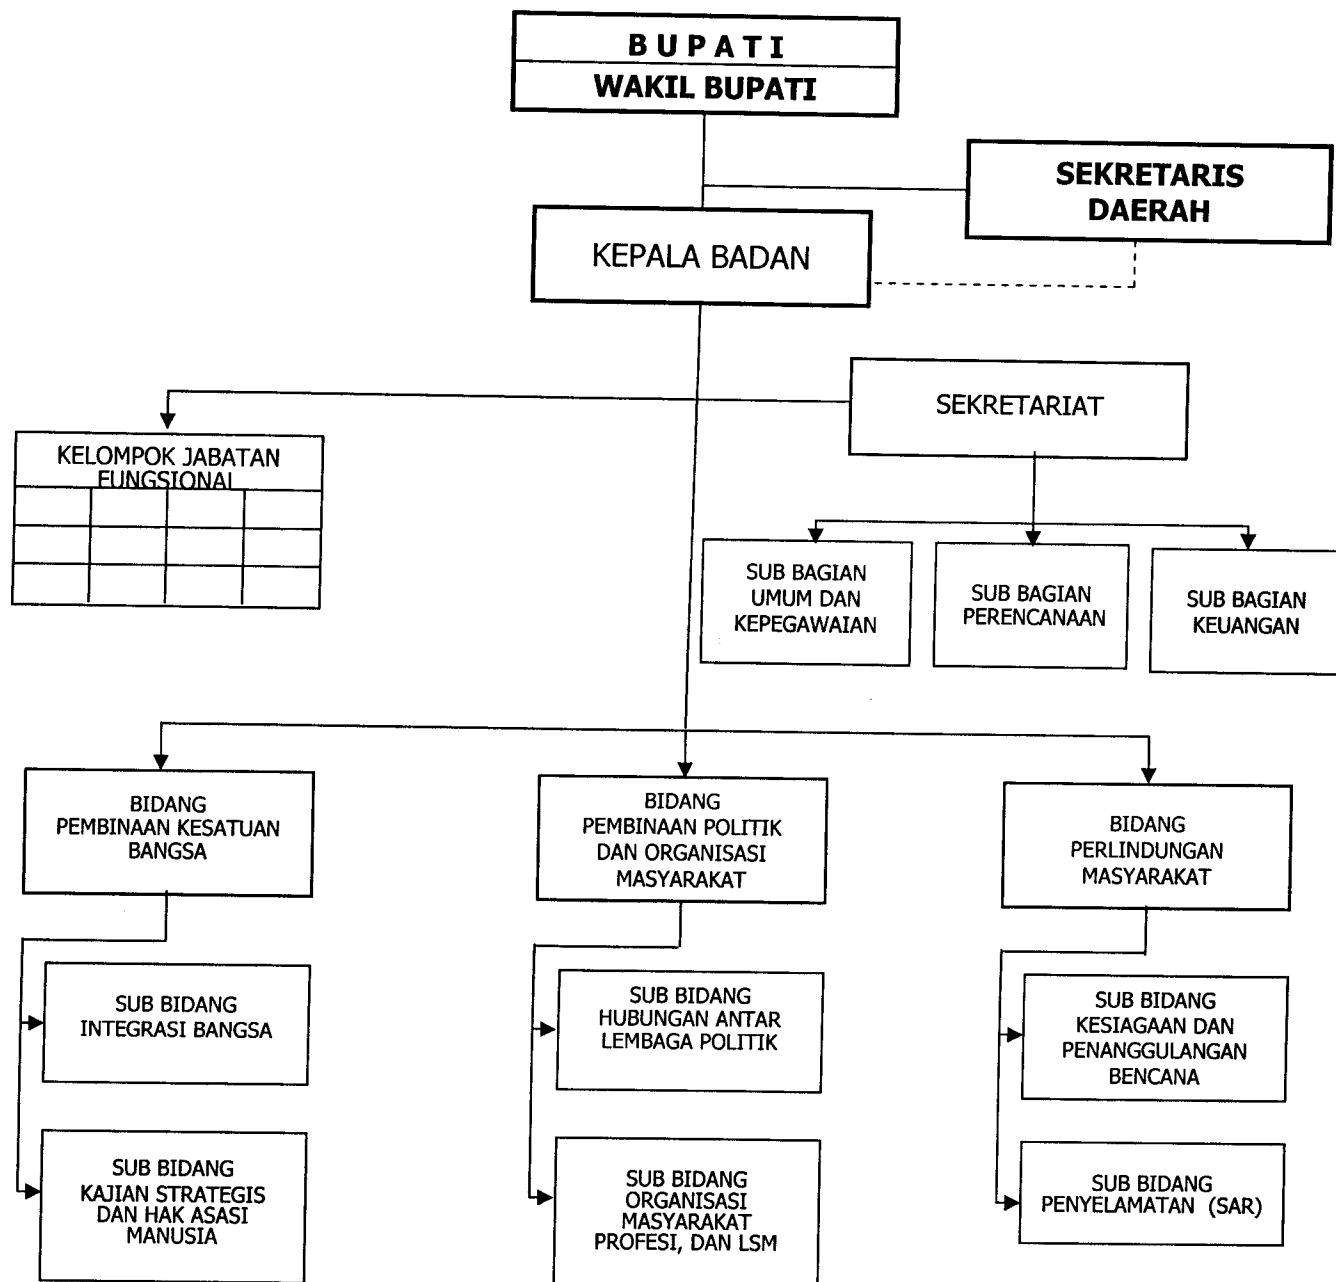 B U P A T I
WAKIL BUPATI
SEKRETARIS
DAERAH
KEPALA BADAN
SEKRETARIAT
KELOMPOK JABATAN
FUNGSIONAL
SUB BAGIAN
UMUM DAN
KEPEGAWAIAN
SUB BAGIAN
PERENCANAAN
SUB BAGIAN
KEUANGAN
BIDANG
PEMBINAAN KESATUAN
BANGSA
BIDANG
PEMBINAAN POLITIK
DAN ORGANISASI
MASYARAKAT
BIDANG
PERLINDUNGAN
MASYARAKAT
SUB BIDANG
INTEGRASI BANGSA
SUB BIDANG
HUBUNGAN ANTAR
LEMBAGA POLITIK
SUB BIDANG
KESIAGAAN DAN
PENANGGULANGAN
BENCANA
SUB BIDANG
KAJIAN STRATEGIS
DAN HAK ASASI
MANUSIA
SUB BIDANG
ORGANISASI
MASYARAKAT
PROFESI, DAN LSM
SUB BIDANG
PENYELAMATAN (SAR)